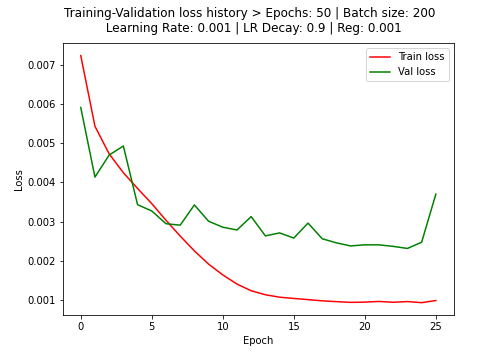 Training-Validation loss history > Epochs: 50 | Batch size: 200
Learning Rate: 0.001 | LR Decay: 0.9 | Reg: 0.001
Train loss
Val loss
0.007
0.006
0.005
0.004
0.003
0.002
0.001
Loss
0 5 10 15 20 25
Epoch